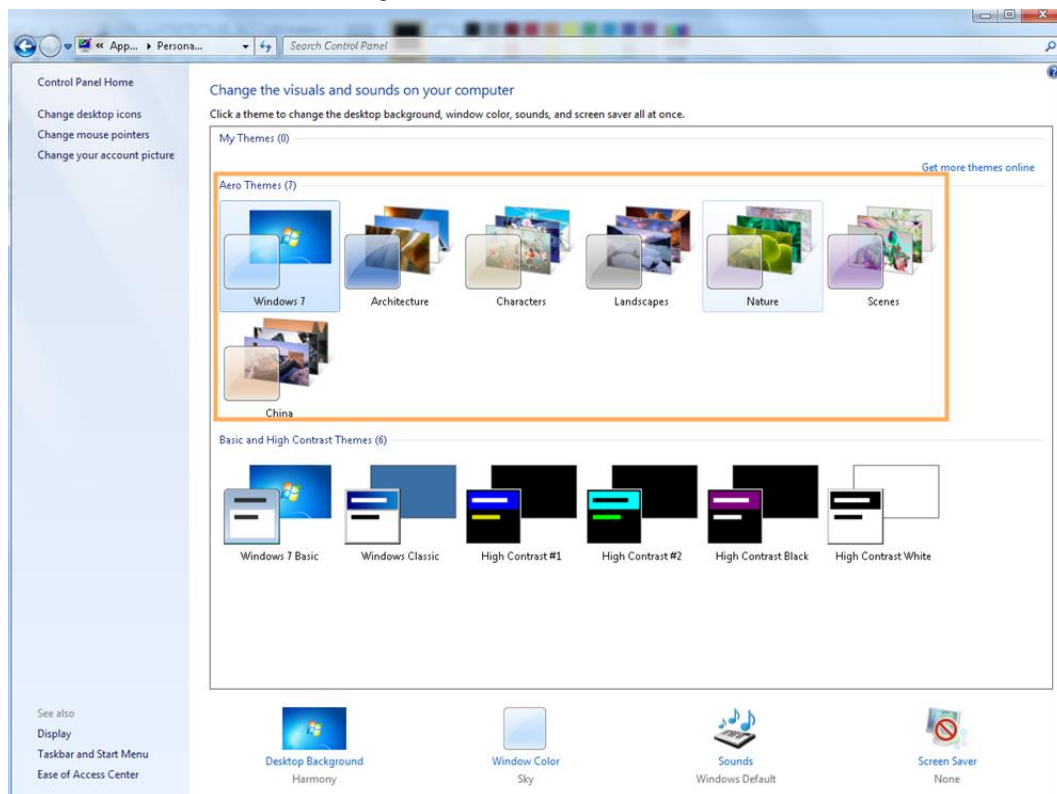 « App... ▸ Persona...
Search Control Panel
Control Panel Home
Change desktop icons
Change mouse pointers
Change your account picture
Change the visuals and sounds on your computer
Click a theme to change the desktop background, window color, sounds, and screen saver all at once.
My Themes (0)
Get more themes online
Aero Themes (7)
Windows 7 Architecture Characters Landscapes Nature Scenes
China
Basic and High Contrast Themes (6)
Windows 7 Basic Windows Classic High Contrast #1 High Contrast #2 High Contrast Black High Contrast White
See also
Display
Taskbar and Start Menu
Ease of Access Center
Desktop Background Window Color Sounds Screen Saver
Harmony Sky Windows Default None